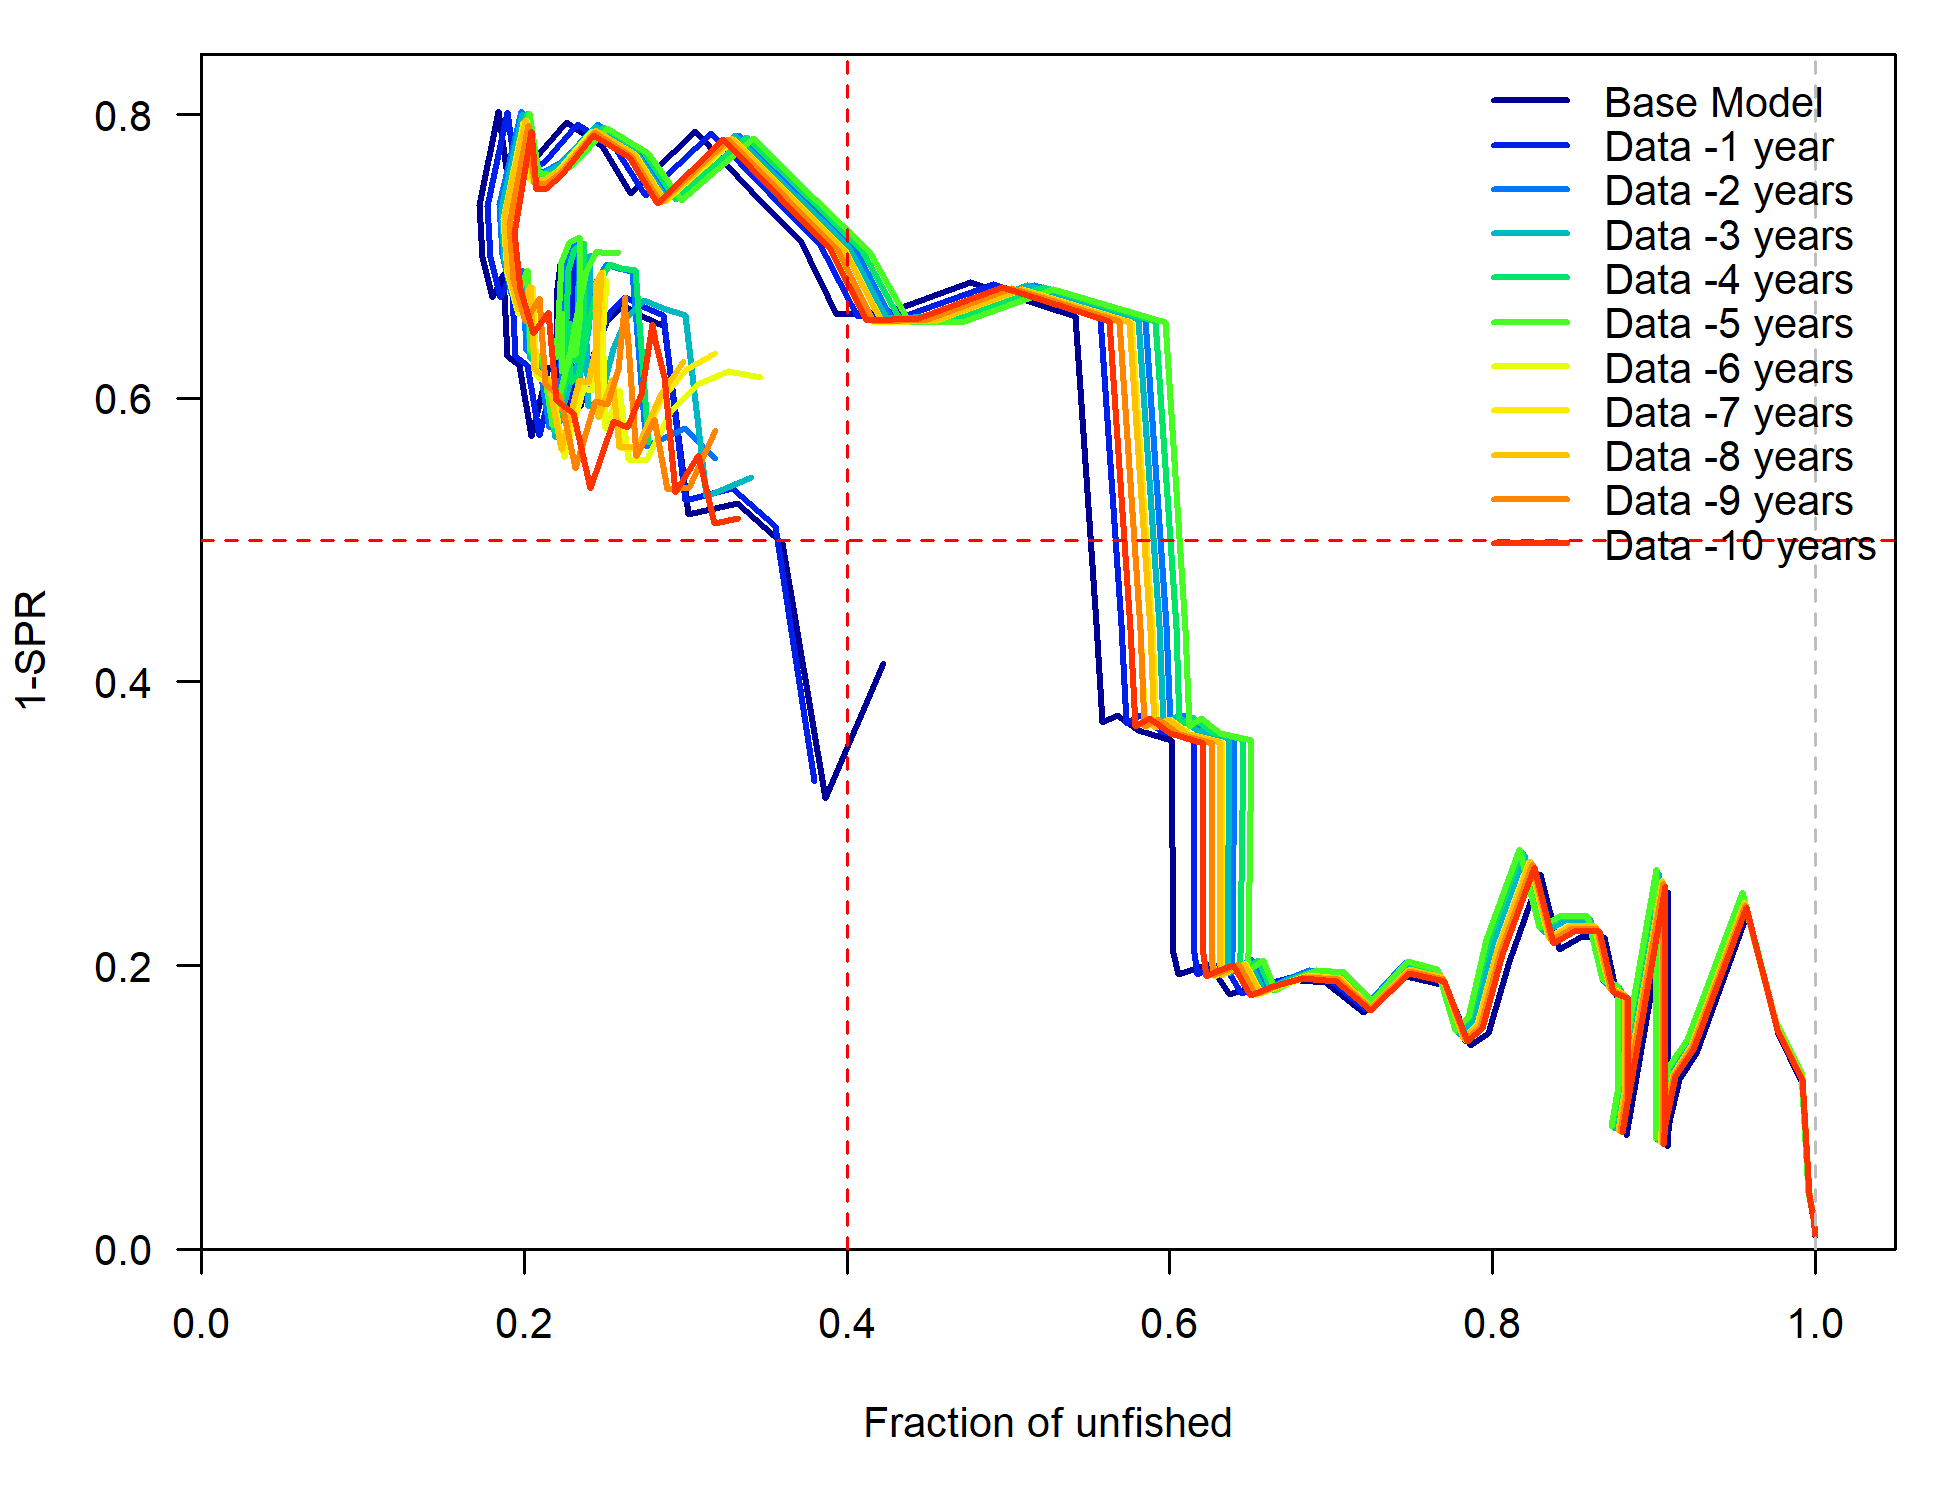 0.8
0.6
0.4
0.2
0.0
1-SPR
Base Model
Data -1 year
Data -2 years
Data -3 years
Data -4 years
Data -5 years
Data -6 years
Data -7 years
Data -8 years
Data -9 years
Data -10 years
0.0 0.2 0.4 0.6 0.8 1.0
Fraction of unfished